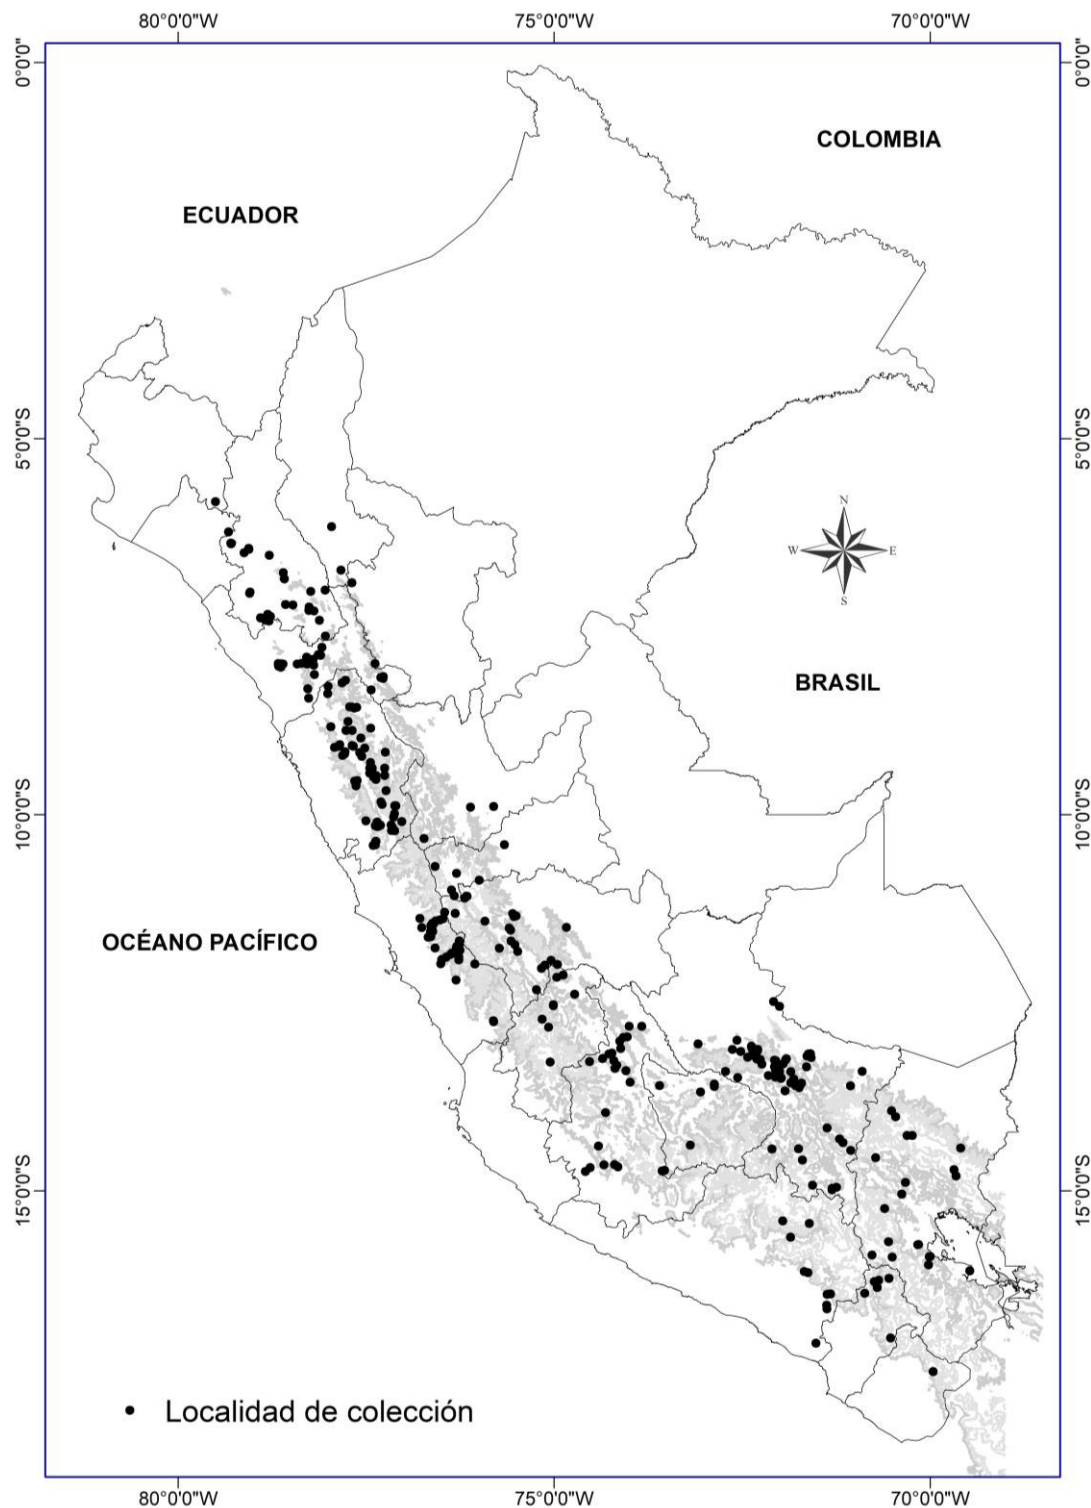 80°0'0"W 75°0'0"W 70°0'0"W
0°0'0" 0°0'0"
COLOMBIA
ECUADOR
5°0'0"S 5°0'0"S
N
W E
S
BRASIL
10°0'0"S 10°0'0"S
OCÉANO PACÍFICO
15°0'0"S 15°0'0"S
Localidad de colección
80°0'0"W 75°0'0"W 70°0'0"W